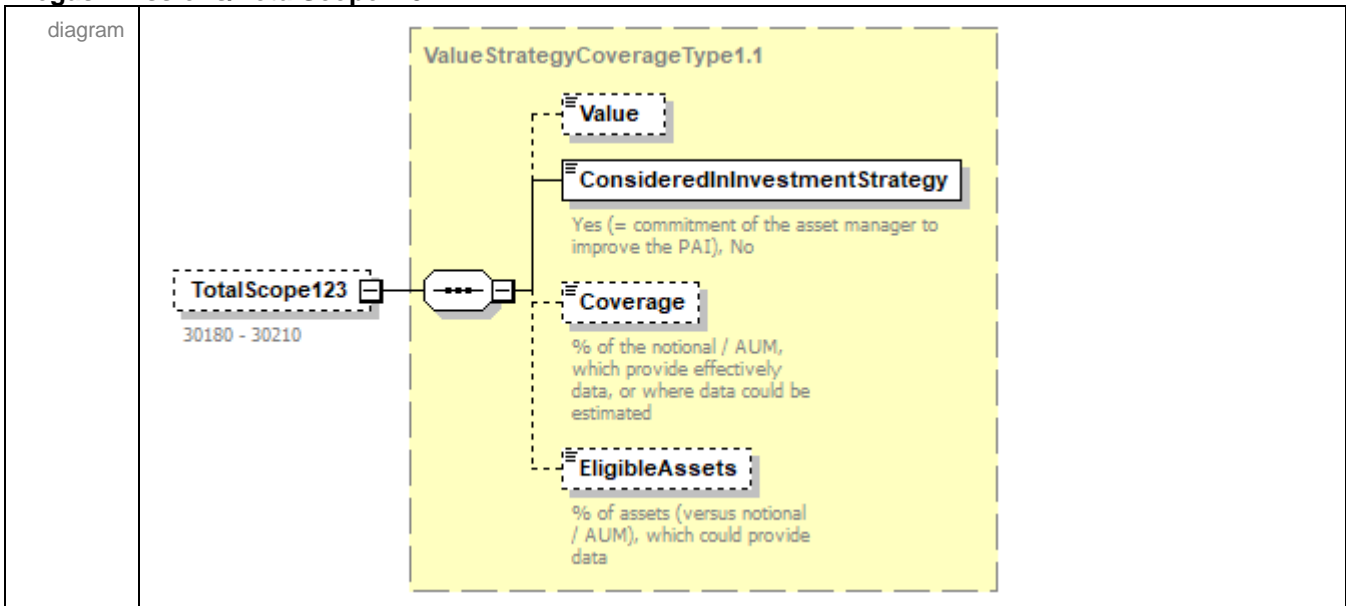 diagram
ValueStrategyCoverageType1.1
Value
ConsideredInInvestmentStrategy
Yes (= commitment of the asset manager to
improve the PAI), No
TotalScope123
30180 - 30210
Coverage
% of the notional / AUM,
which provide effectively
data, or where data could be
estimated
EligibleAssets
% of assets (versus notional
/ AUM), which could provide
data